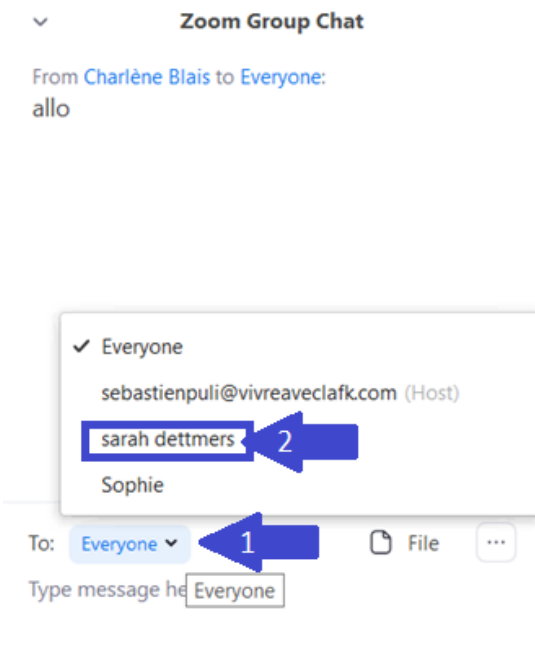 Zoom Group Chat
From Charlène Blais to Everyone:
allo
Everyone
sebastienpuli@vivreaveclafk.com (Host)
sarah dettmers 2
Sophie
To: Everyone 1 File ...
Type message he Everyone